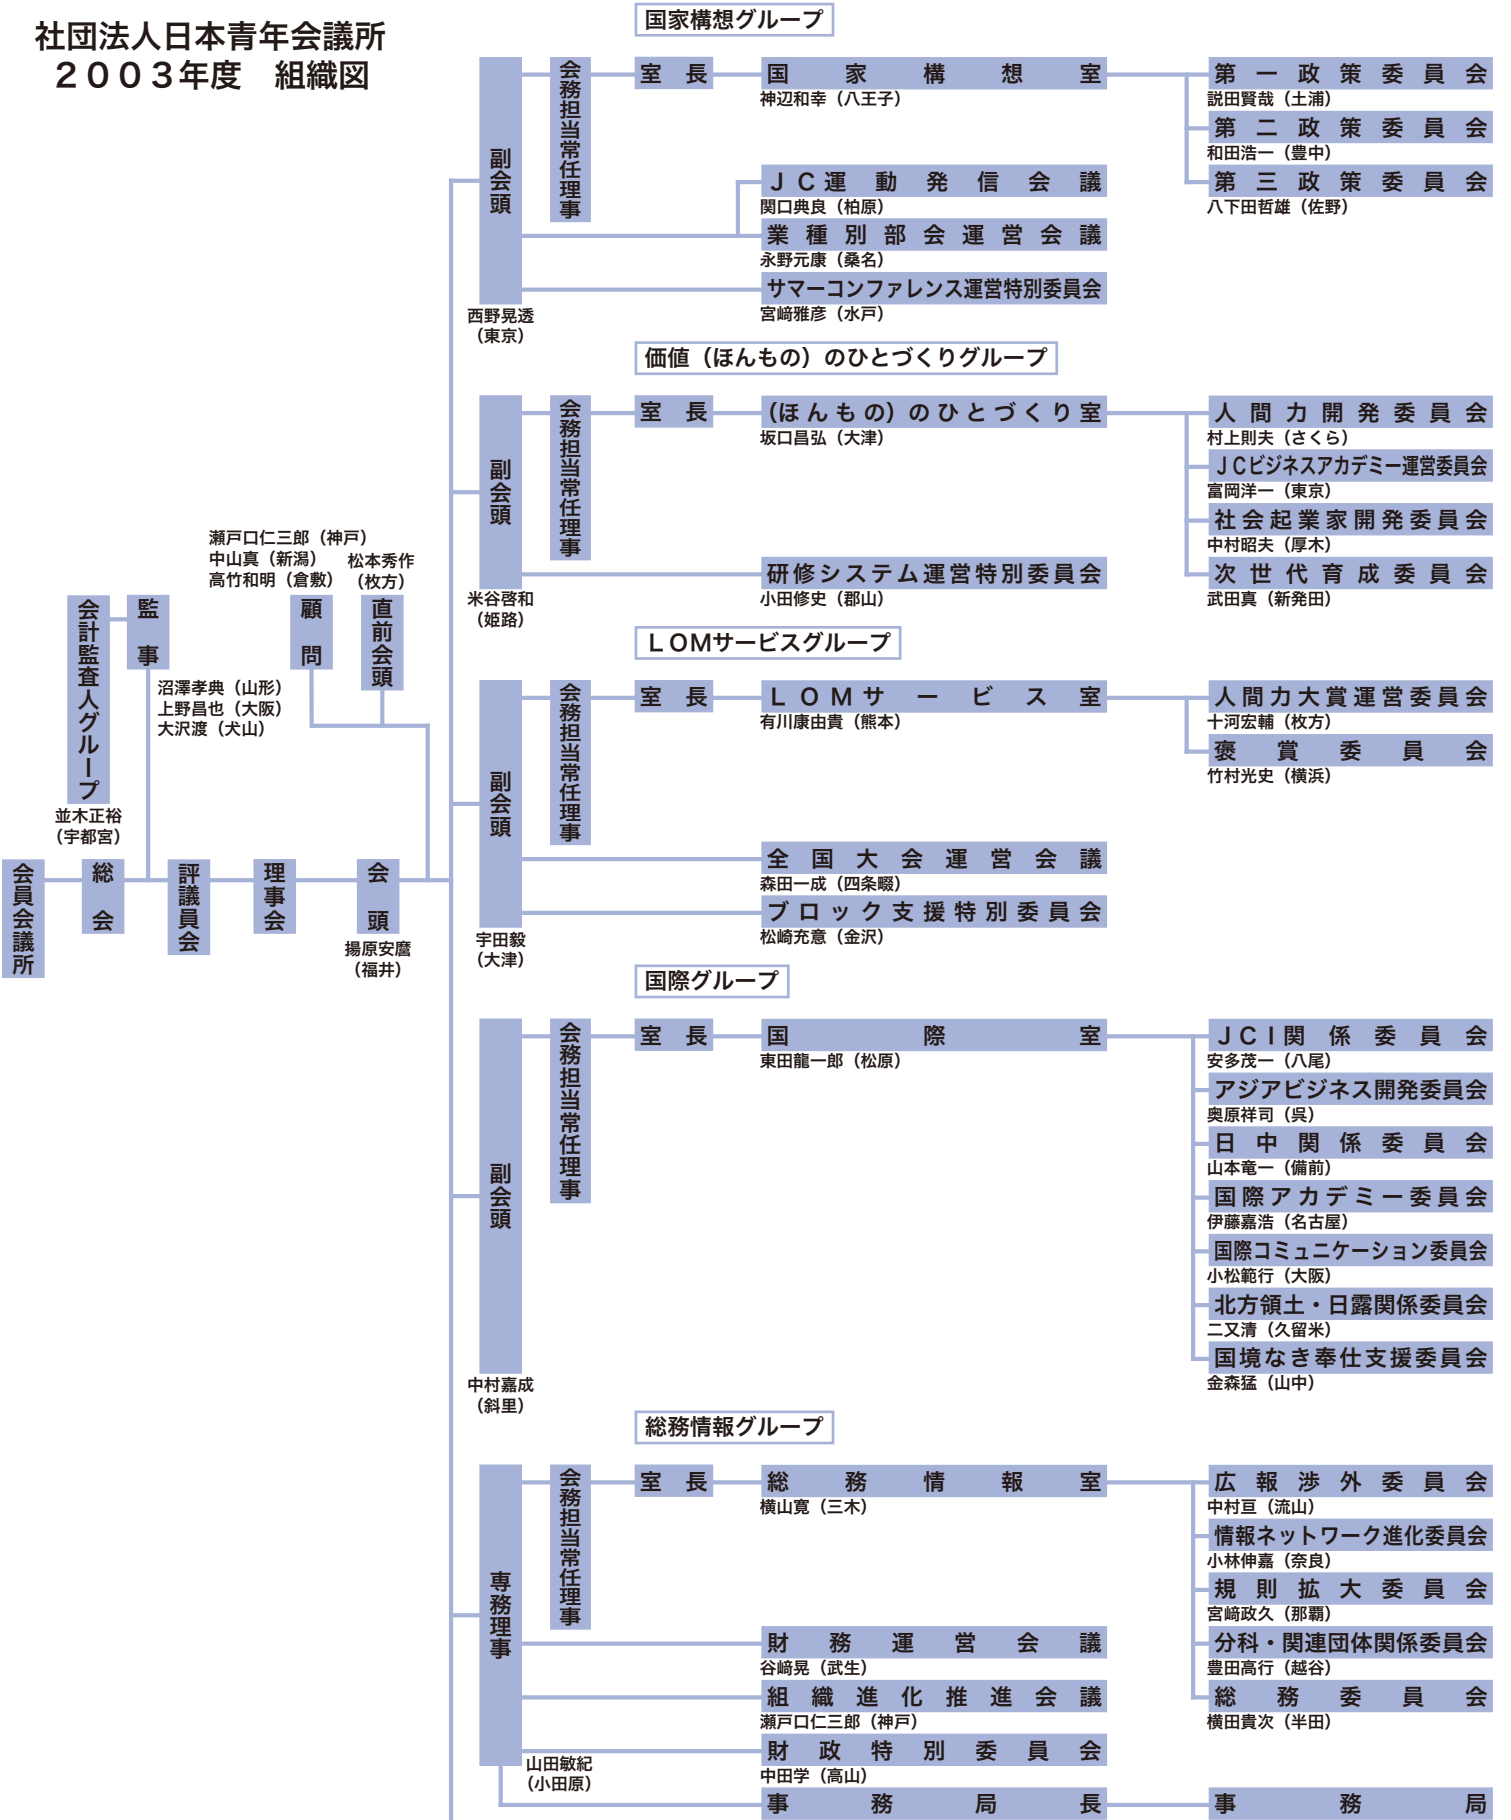 社団法人日本青年会議所
２００３年度　組織図
国家構想グループ
副会頭
西野晃透
（東京）
会務担当常任理事
室長
国家構想室
神辺和幸（八王子）
第一政策委員会
説田賢哉（土浦）
第二政策委員会
和田浩一（豊中）
第三政策委員会
八下田哲雄（佐野）
ＪＣ運動発信会議
関口典良（柏原）
業種別部会運営会議
永野元康（桑名）
サマーコンファレンス運営特別委員会
宮﨑雅彦（水戸）
価値（ほんもの）のひとづくりグループ
副会頭
米谷啓和
（姫路）
会務担当常任理事
室長
（ほんもの）のひとづくり室
坂口昌弘（大津）
人間力開発委員会
村上則夫（さくら）
ＪＣビジネスアカデミー運営委員会
富岡洋一（東京）
社会起業家開発委員会
中村昭夫（厚木）
次世代育成委員会
武田真（新発田）
研修システム運営特別委員会
小田修史（郡山）
瀬戸口仁三郎（神戸）
中山真（新潟）
高竹和明（倉敷）
松本秀作
（枚方）
会計監査人グループ
並木正裕
（宇都宮）
監事
沼澤孝典（山形）
上野昌也（大阪）
大沢渡（犬山）
顧問
直前会頭
会員会議所
総会
評議員会
理事会
会頭
揚原安麿
（福井）
ＬＯＭサービスグループ
副会頭
宇田毅
（大津）
会務担当常任理事
室長
ＬＯＭサービス室
有川康由貴（熊本）
人間力大賞運営委員会
十河宏輔（枚方）
褒賞委員会
竹村光史（横浜）
全国大会運営会議
森田一成（四条畷）
ブロック支援特別委員会
松崎充意（金沢）
国際グループ
副会頭
中村嘉成
（斜里）
会務担当常任理事
室長
国際室
東田龍一郎（松原）
ＪＣＩ関係委員会
安多茂一（八尾）
アジアビジネス開発委員会
奥原祥司（呉）
日中関係委員会
山本竜一（備前）
国際アカデミー委員会
伊藤嘉浩（名古屋）
国際コミュニケーション委員会
小松範行（大阪）
北方領土・日露関係委員会
二又清（久留米）
国境なき奉仕支援委員会
金森猛（山中）
総務情報グループ
専務理事
山田敏紀
（小田原）
会務担当常任理事
室長
総務情報室
横山寛（三木）
広報渉外委員会
中村亘（流山）
情報ネットワーク進化委員会
小林伸嘉（奈良）
規則拡大委員会
宮﨑政久（那覇）
分科・関連団体関係委員会
豊田高行（越谷）
総務委員会
横田貴次（半田）
財務運営会議
谷﨑晃（武生）
組織進化推進会議
瀬戸口仁三郎（神戸）
財政特別委員会
中田学（高山）
事務局長
事務局